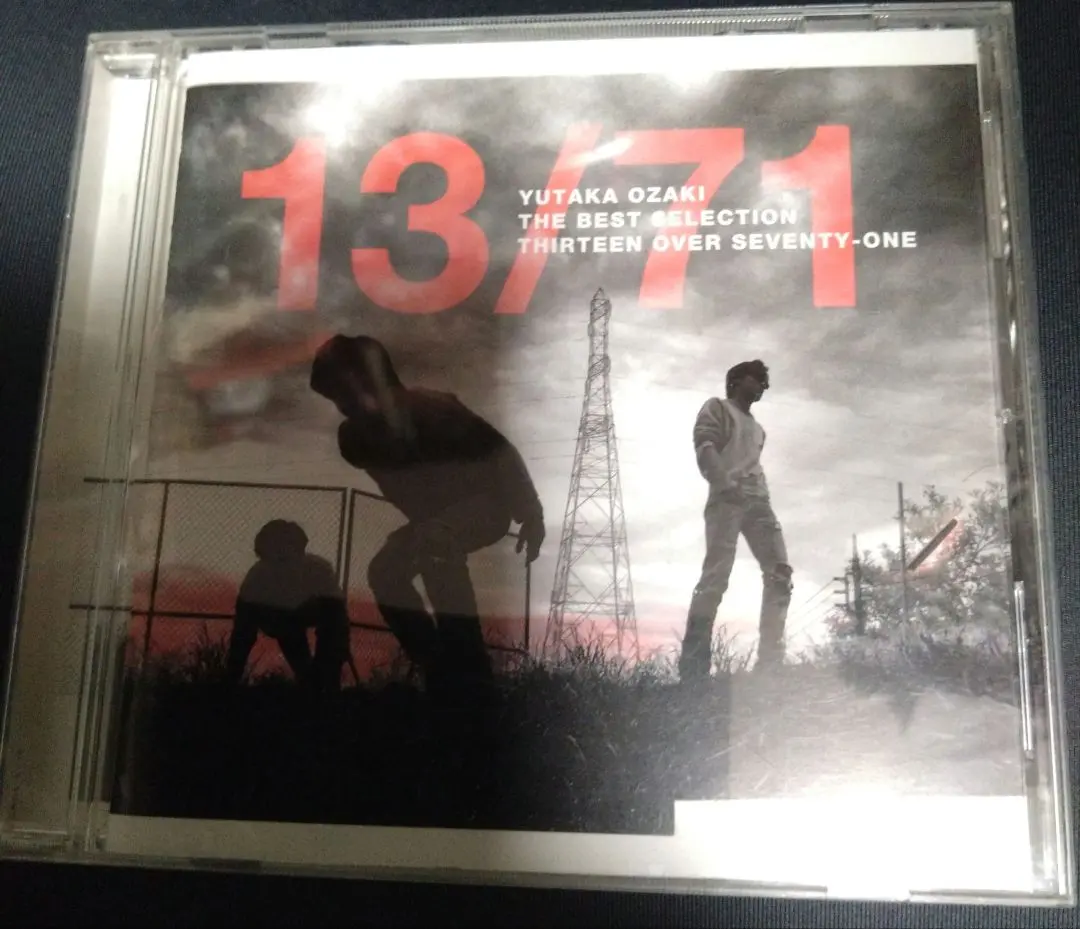 13/71
YUTAKA OZAKI
THE BEST SELECTION
THIRTEEN OVER SEVENTY-ONE